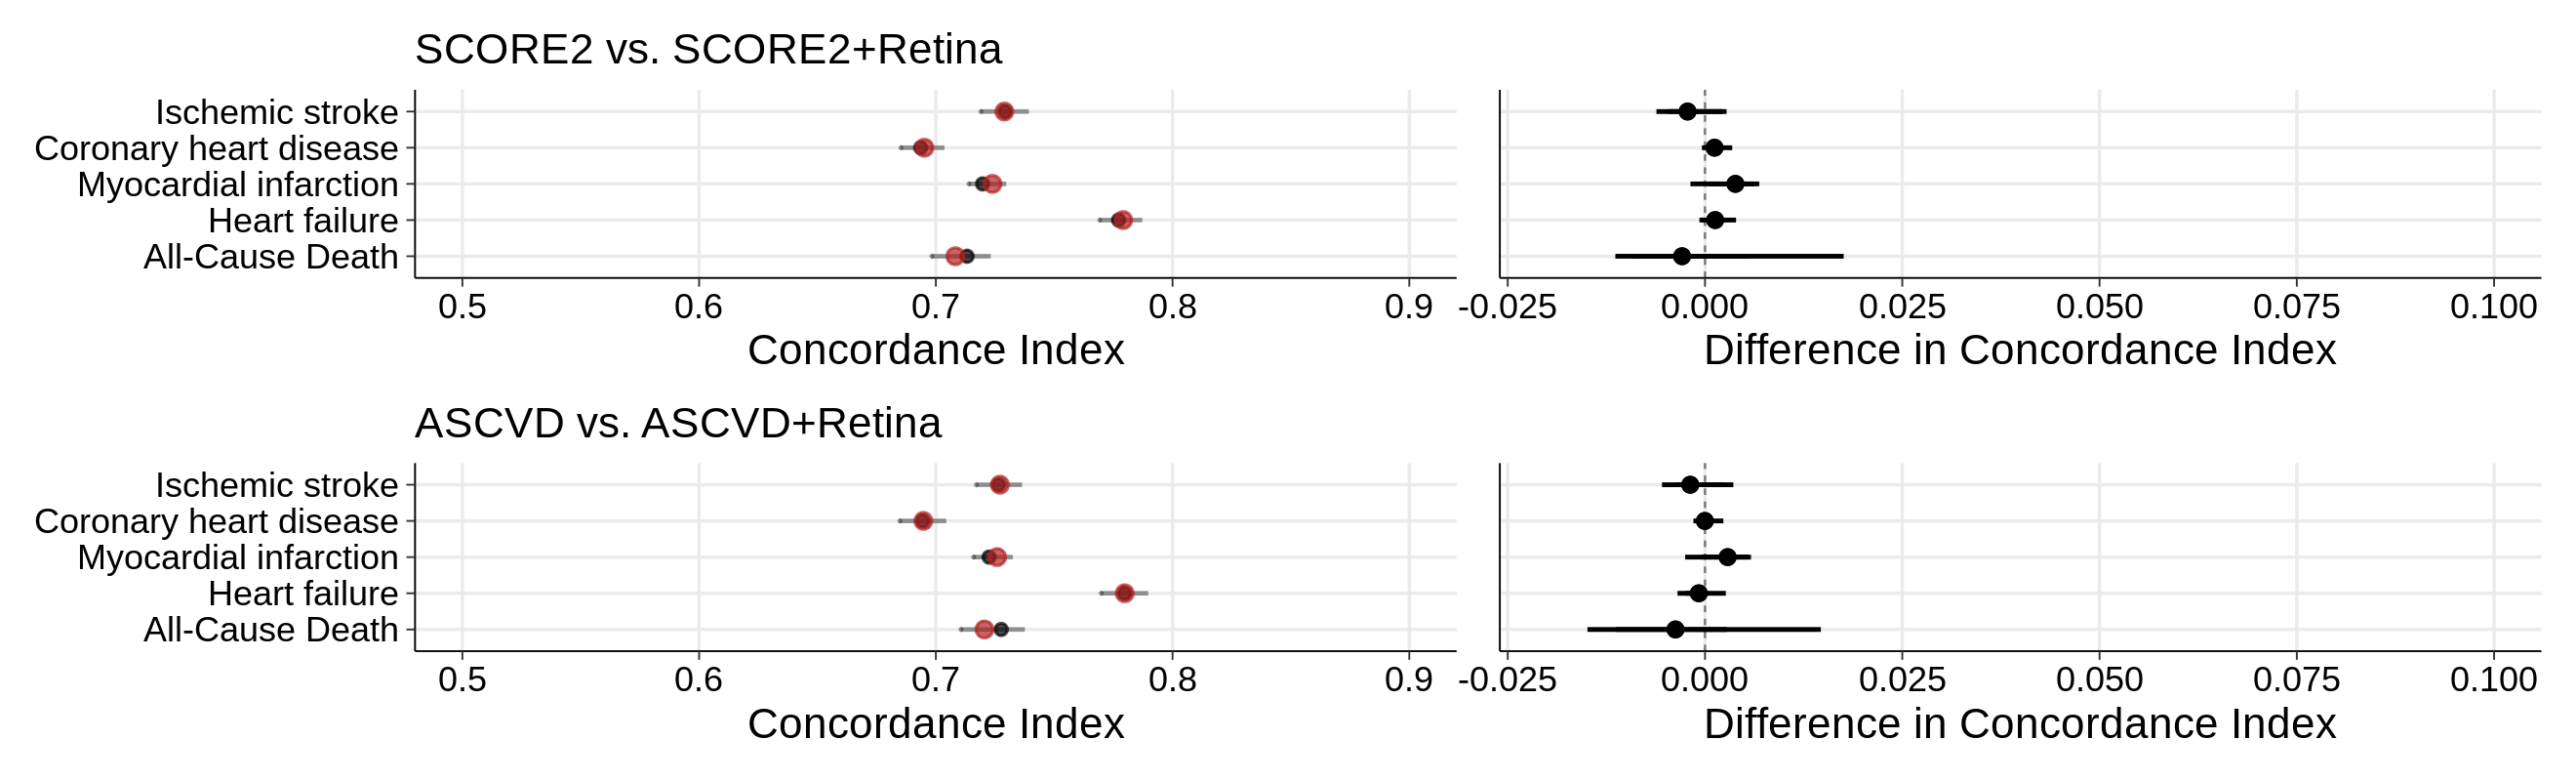 SCORE2 vs. SCORE2+Retina
Ischemic stroke
Coronary heart disease
Myocardial infarction
Heart failure
All-Cause Death
0.5 0.6 0.7 0.8 0.9
Concordance Index
-0.025 0.000 0.025 0.050 0.075 0.100
Difference in Concordance Index
ASCVD vs. ASCVD+Retina
Ischemic stroke
Coronary heart disease
Myocardial infarction
Heart failure
All-Cause Death
0.5 0.6 0.7 0.8 0.9
Concordance Index
-0.025 0.000 0.025 0.050 0.075 0.100
Difference in Concordance Index